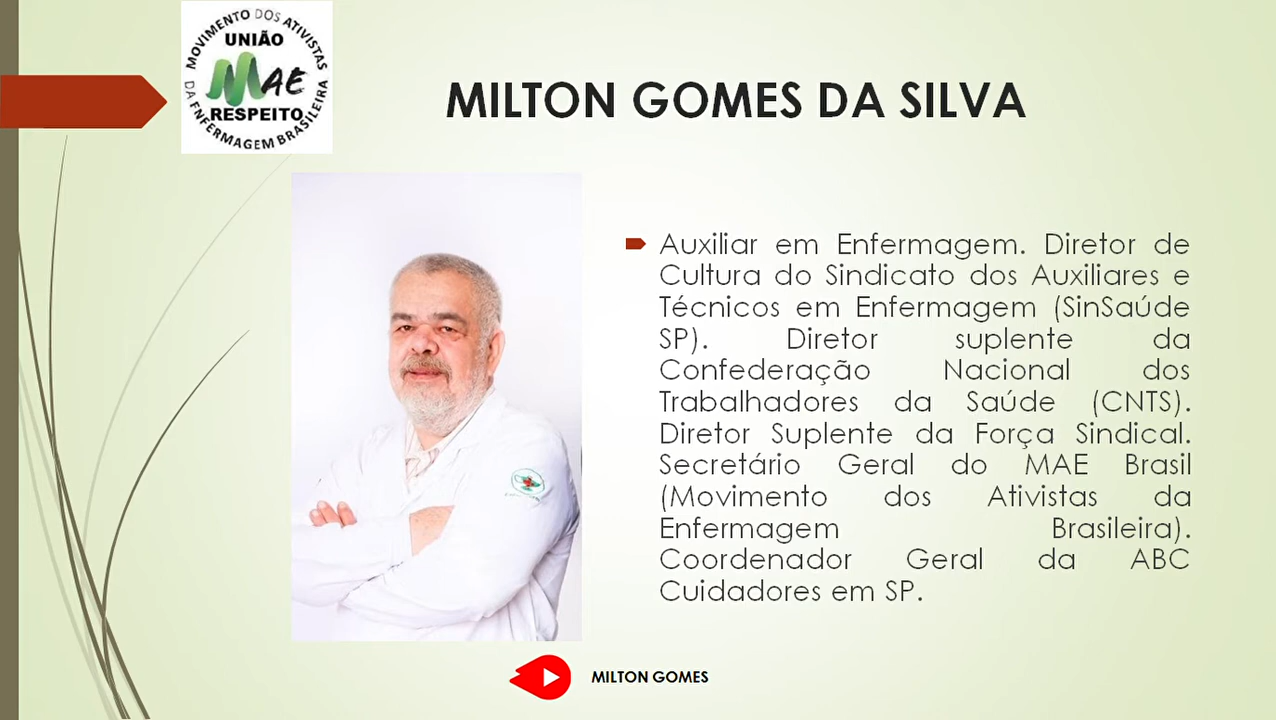 MOVIMENTO DOS ATIVISTAS
UNIÃO
MAE
RESPEITO
DA ENFERMAGEM BRASILEIRA
MILTON GOMES DA SILVA
Auxiliar em Enfermagem. Diretor de
Cultura do Sindicato dos Auxiliares e
Técnicos em Enfermagem (SinSaúde
SP). Diretor suplente da
Confederação Nacional dos
Trabalhadores da Saúde (CNTS).
Diretor Suplente da Força Sindical.
Secretário Geral do MAE Brasil
(Movimento dos Ativistas da
Enfermagem Brasileira).
Coordenador Geral da ABC
Cuidadores em SP.
MILTON GOMES